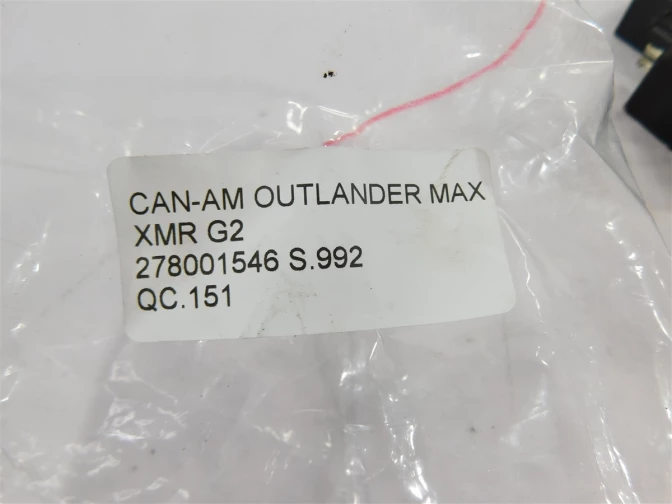 CAN-AM OUTLANDER MAX
XMR G2
278001546 S.992
QC.151